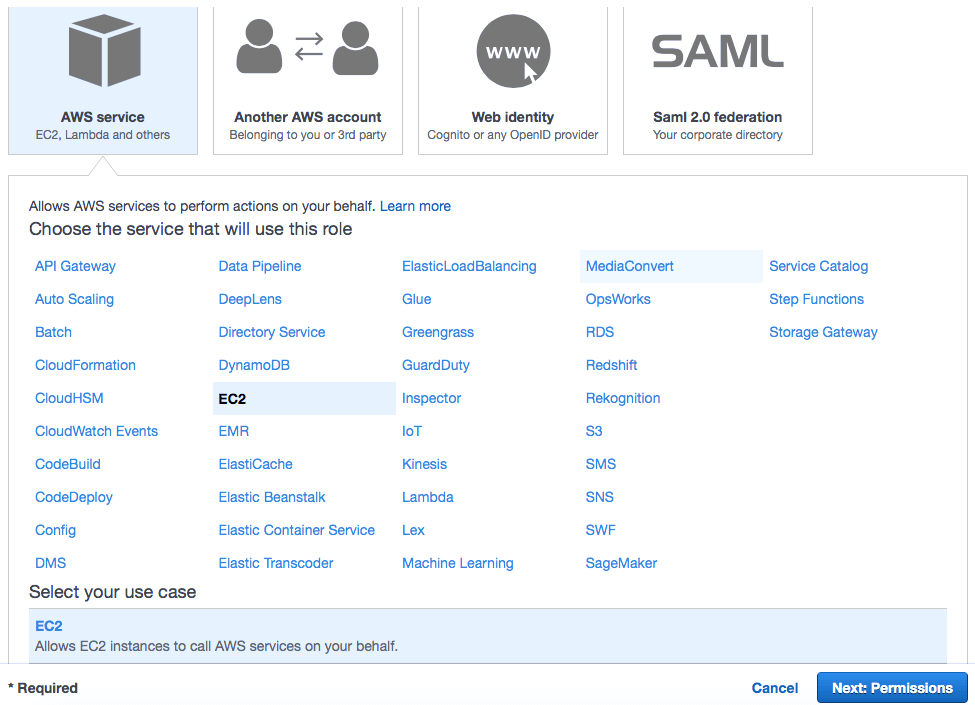 WWW
SAML
AWS service
EC2, Lambda and others
Another AWS account
Belonging to you or 3rd party
Web identity
Cognito or any OpenID provider
Saml 2.0 federation
Your corporate directory
Allows AWS services to perform actions on your behalf. Learn more
Choose the service that will use this role
API Gateway
Data Pipeline
ElasticLoadBalancing
MediaConvert
Service Catalog
Auto Scaling
DeepLens
Glue
OpsWorks
Step Functions
Batch
Directory Service
Greengrass
RDS
Storage Gateway
CloudFormation
DynamoDB
GuardDuty
Redshift
CloudHSM
EC2
Inspector
Rekognition
CloudWatch Events
EMR
IoT
S3
CodeBuild
ElastiCache
Kinesis
SMS
CodeDeploy
Elastic Beanstalk
Lambda
SNS
Config
Elastic Container Service
Lex
SWF
DMS
Elastic Transcoder
Machine Learning
SageMaker
Select your use case
EC2
Allows EC2 instances to call AWS services on your behalf.
* Required
Cancel
Next: Permissions